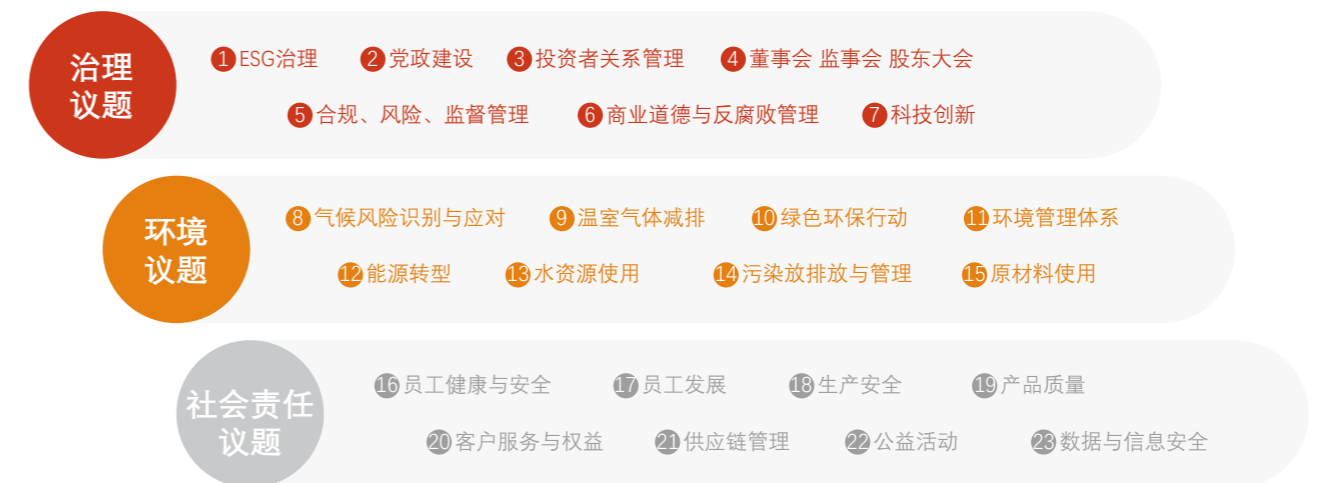 治理
议题
1 ESG治理 2 党政建设 3 投资者关系管理 4 董事会 监事会 股东大会
5 合规、风险、监督管理 6 商业道德与反腐败管理 7 科技创新
环境
议题
8 气候风险识别与应对 9 温室气体减排 10 绿色环保行动 11 环境管理体系
12 能源转型 13 水资源使用 14 污染放排放与管理 15 原材料使用
社会责任
议题
16 员工健康与安全 17 员工发展 18 生产安全 19 产品质量
20 客户服务与权益 21 供应链管理 22 公益活动 23 数据与信息安全